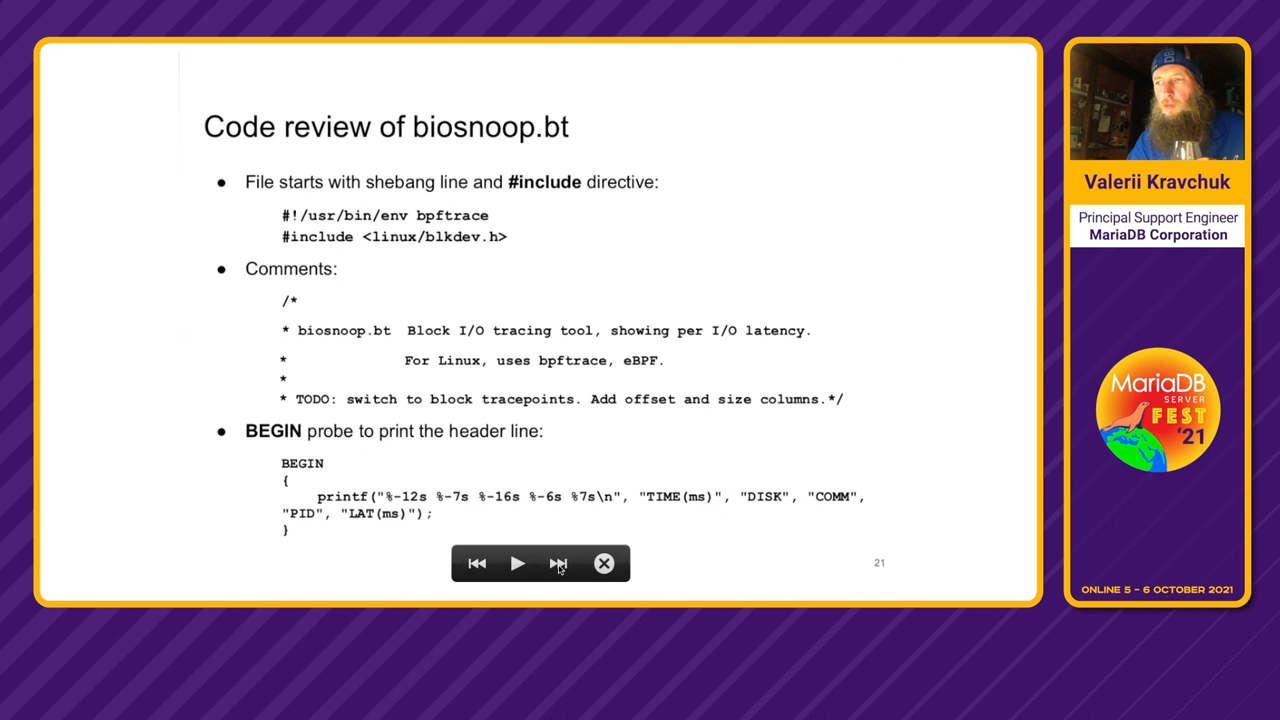 Code review of biosnoop.bt
● File starts with shebang line and #include directive:
#!/usr/bin/env bpftrace
#include <linux/blkdev.h>
● Comments:
/*
* biosnoop.bt  Block I/O tracing tool, showing per I/O latency.
*              For Linux, uses bpftrace, eBPF.
*
* TODO: switch to block tracepoints. Add offset and size columns.*/
● BEGIN probe to print the header line:
BEGIN
{
    printf("%-12s %-7s %-16s %-6s %7s\n", "TIME(ms)", "DISK", "COMM",
"PID", "LAT(ms)");
}
21
Valerii Kravchuk
Principal Support Engineer
MariaDB Corporation
MariaDB
SERVER
FEST
'21
ONLINE 5 - 6 OCTOBER 2021